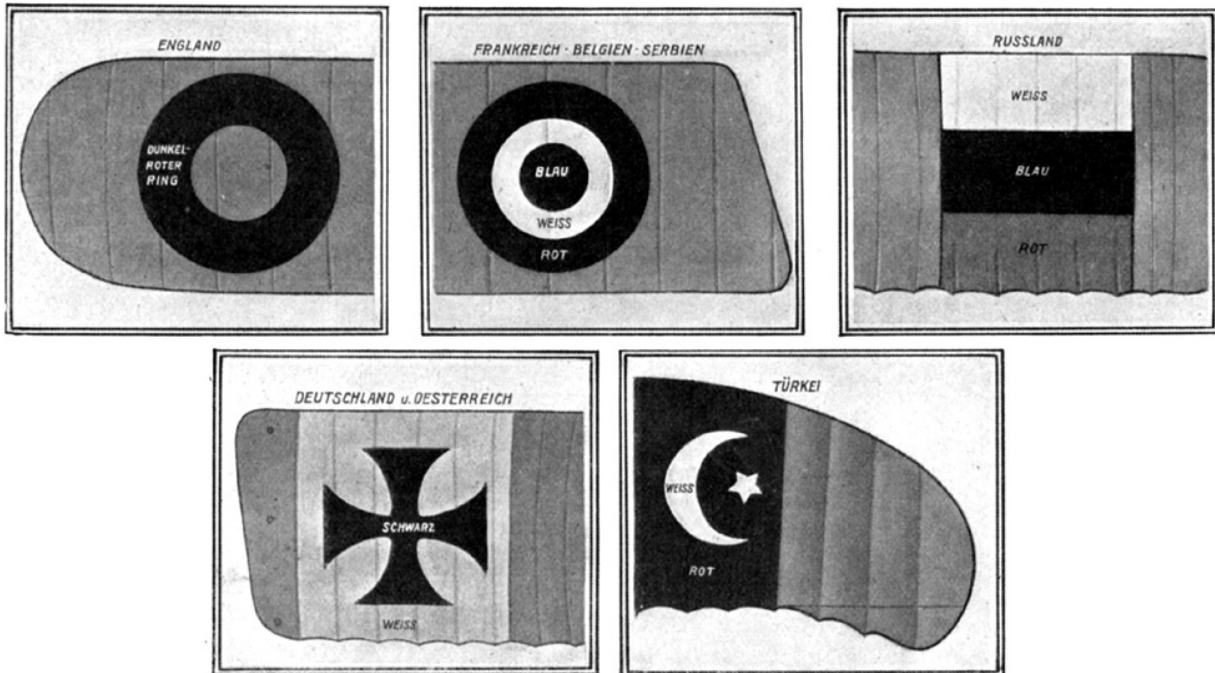 ENGLAND
DUNKEL-
ROTER
RING
FRANKREICH · BELGIEN · SERBIEN
BLAU
WEISS
ROT
RUSSLAND
WEISS
BLAU
ROT
DEUTSCHLAND u. OESTERREICH
SCHWARZ
WEISS
TÜRKEI
WEISS
ROT